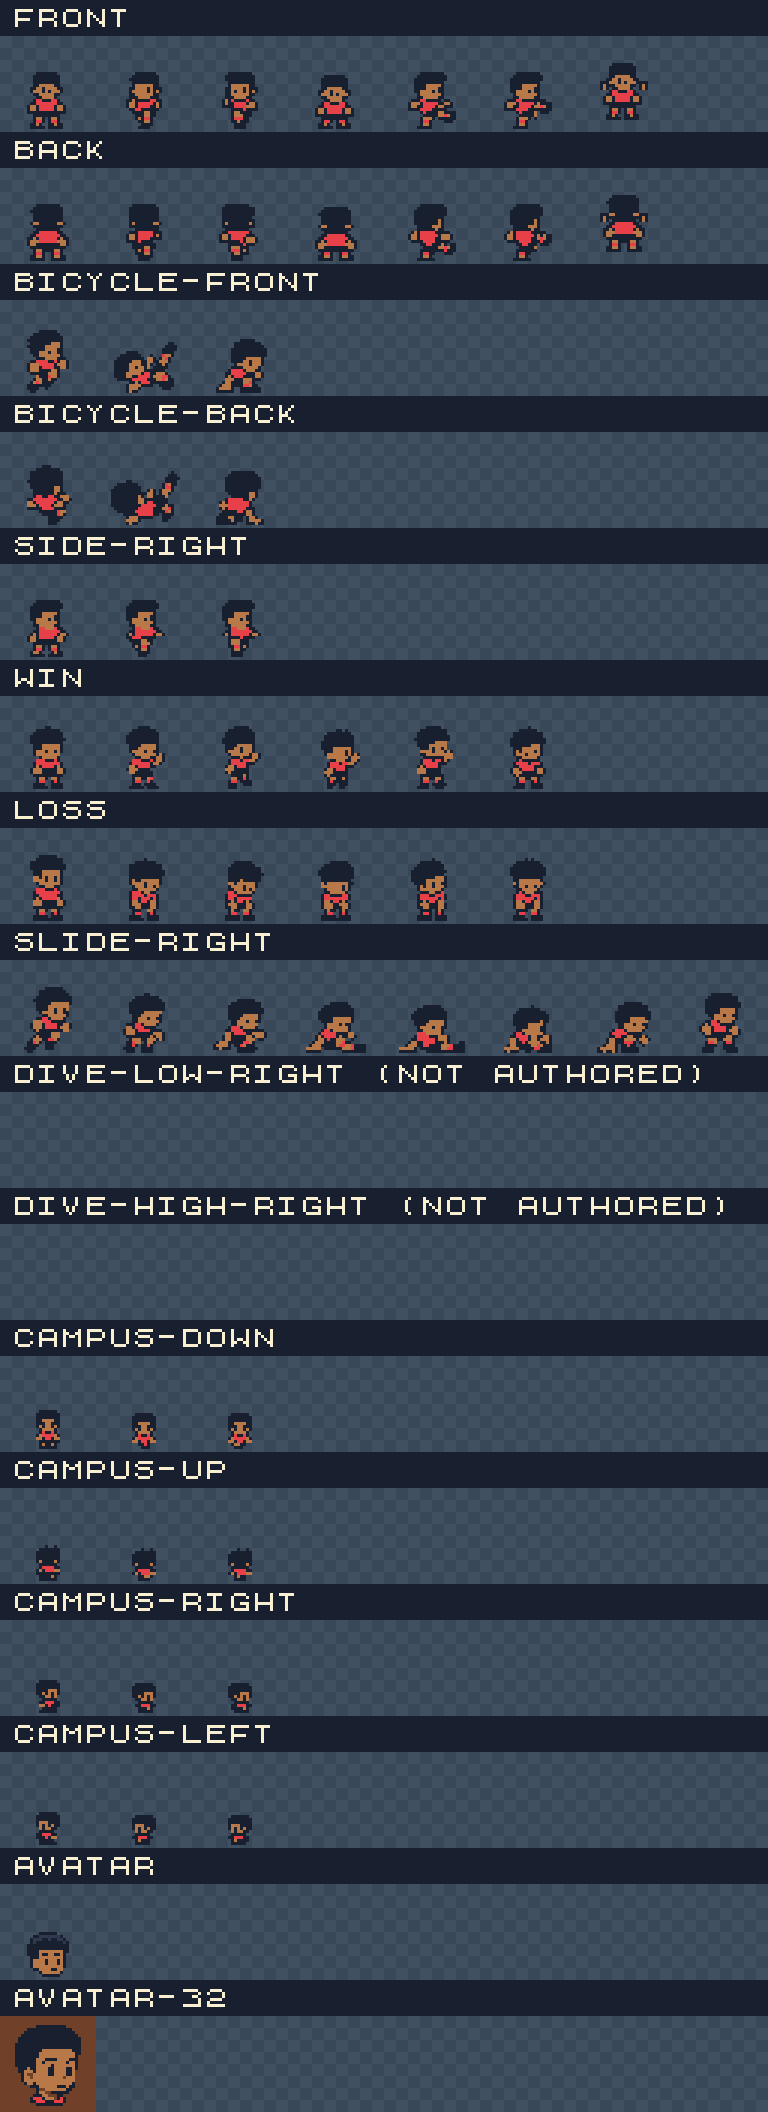 FRONT
BACK
BICYCLE-FRONT
BICYCLE-BACK
SIDE-RIGHT
WIN
LOSS
SLIDE-RIGHT
DIVE-LOW-RIGHT (NOT AUTHORED)
DIVE-HIGH-RIGHT (NOT AUTHORED)
CAMPUS-DOWN
CAMPUS-UP
CAMPUS-RIGHT
CAMPUS-LEFT
AVATAR
AVATAR-32